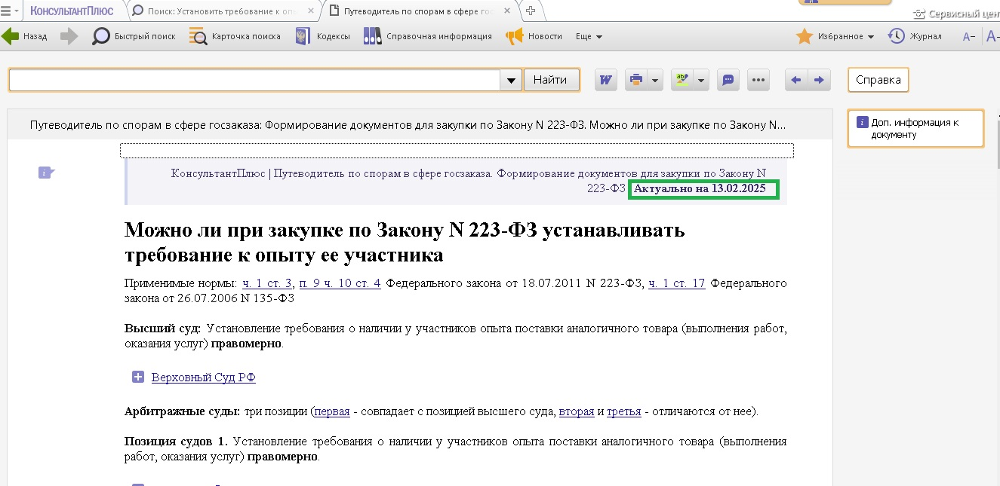 КонсультантПлюс
Поиск: Установить требование к
Путеводитель по спорам в сфере гос
Сервисный цен
Назад
Быстрый поиск
Карточка поиска
Кодексы
Справочная информация
Новости
Еще
Избранное
Журнал
А−
А
Найти
W
ab
Справка
Путеводитель по спорам в сфере госзаказа: Формирование документов для закупки по Закону N 223-ФЗ. Можно ли при закупке по Закону N...
i Доп. информация к
документу
i
КонсультантПлюс | Путеводитель по спорам в сфере госзаказа. Формирование документов для закупки по Закону N
223-ФЗ Актуально на 13.02.2025
Можно ли при закупке по Закону N 223-ФЗ устанавливать
требование к опыту ее участника
Применимые нормы: ч. 1 ст. 3, п. 9 ч. 10 ст. 4 Федерального закона от 18.07.2011 N 223-ФЗ, ч. 1 ст. 17 Федерального
закона от 26.07.2006 N 135-ФЗ
Высший суд: Установление требования о наличии у участников опыта поставки аналогичного товара (выполнения работ,
оказания услуг) правомерно.
Верховный Суд РФ
Арбитражные суды: три позиции (первая - совпадает с позицией высшего суда, вторая и третья - отличаются от нее).
Позиция судов 1. Установление требования о наличии у участников опыта поставки аналогичного товара (выполнения
работ, оказания услуг) правомерно.